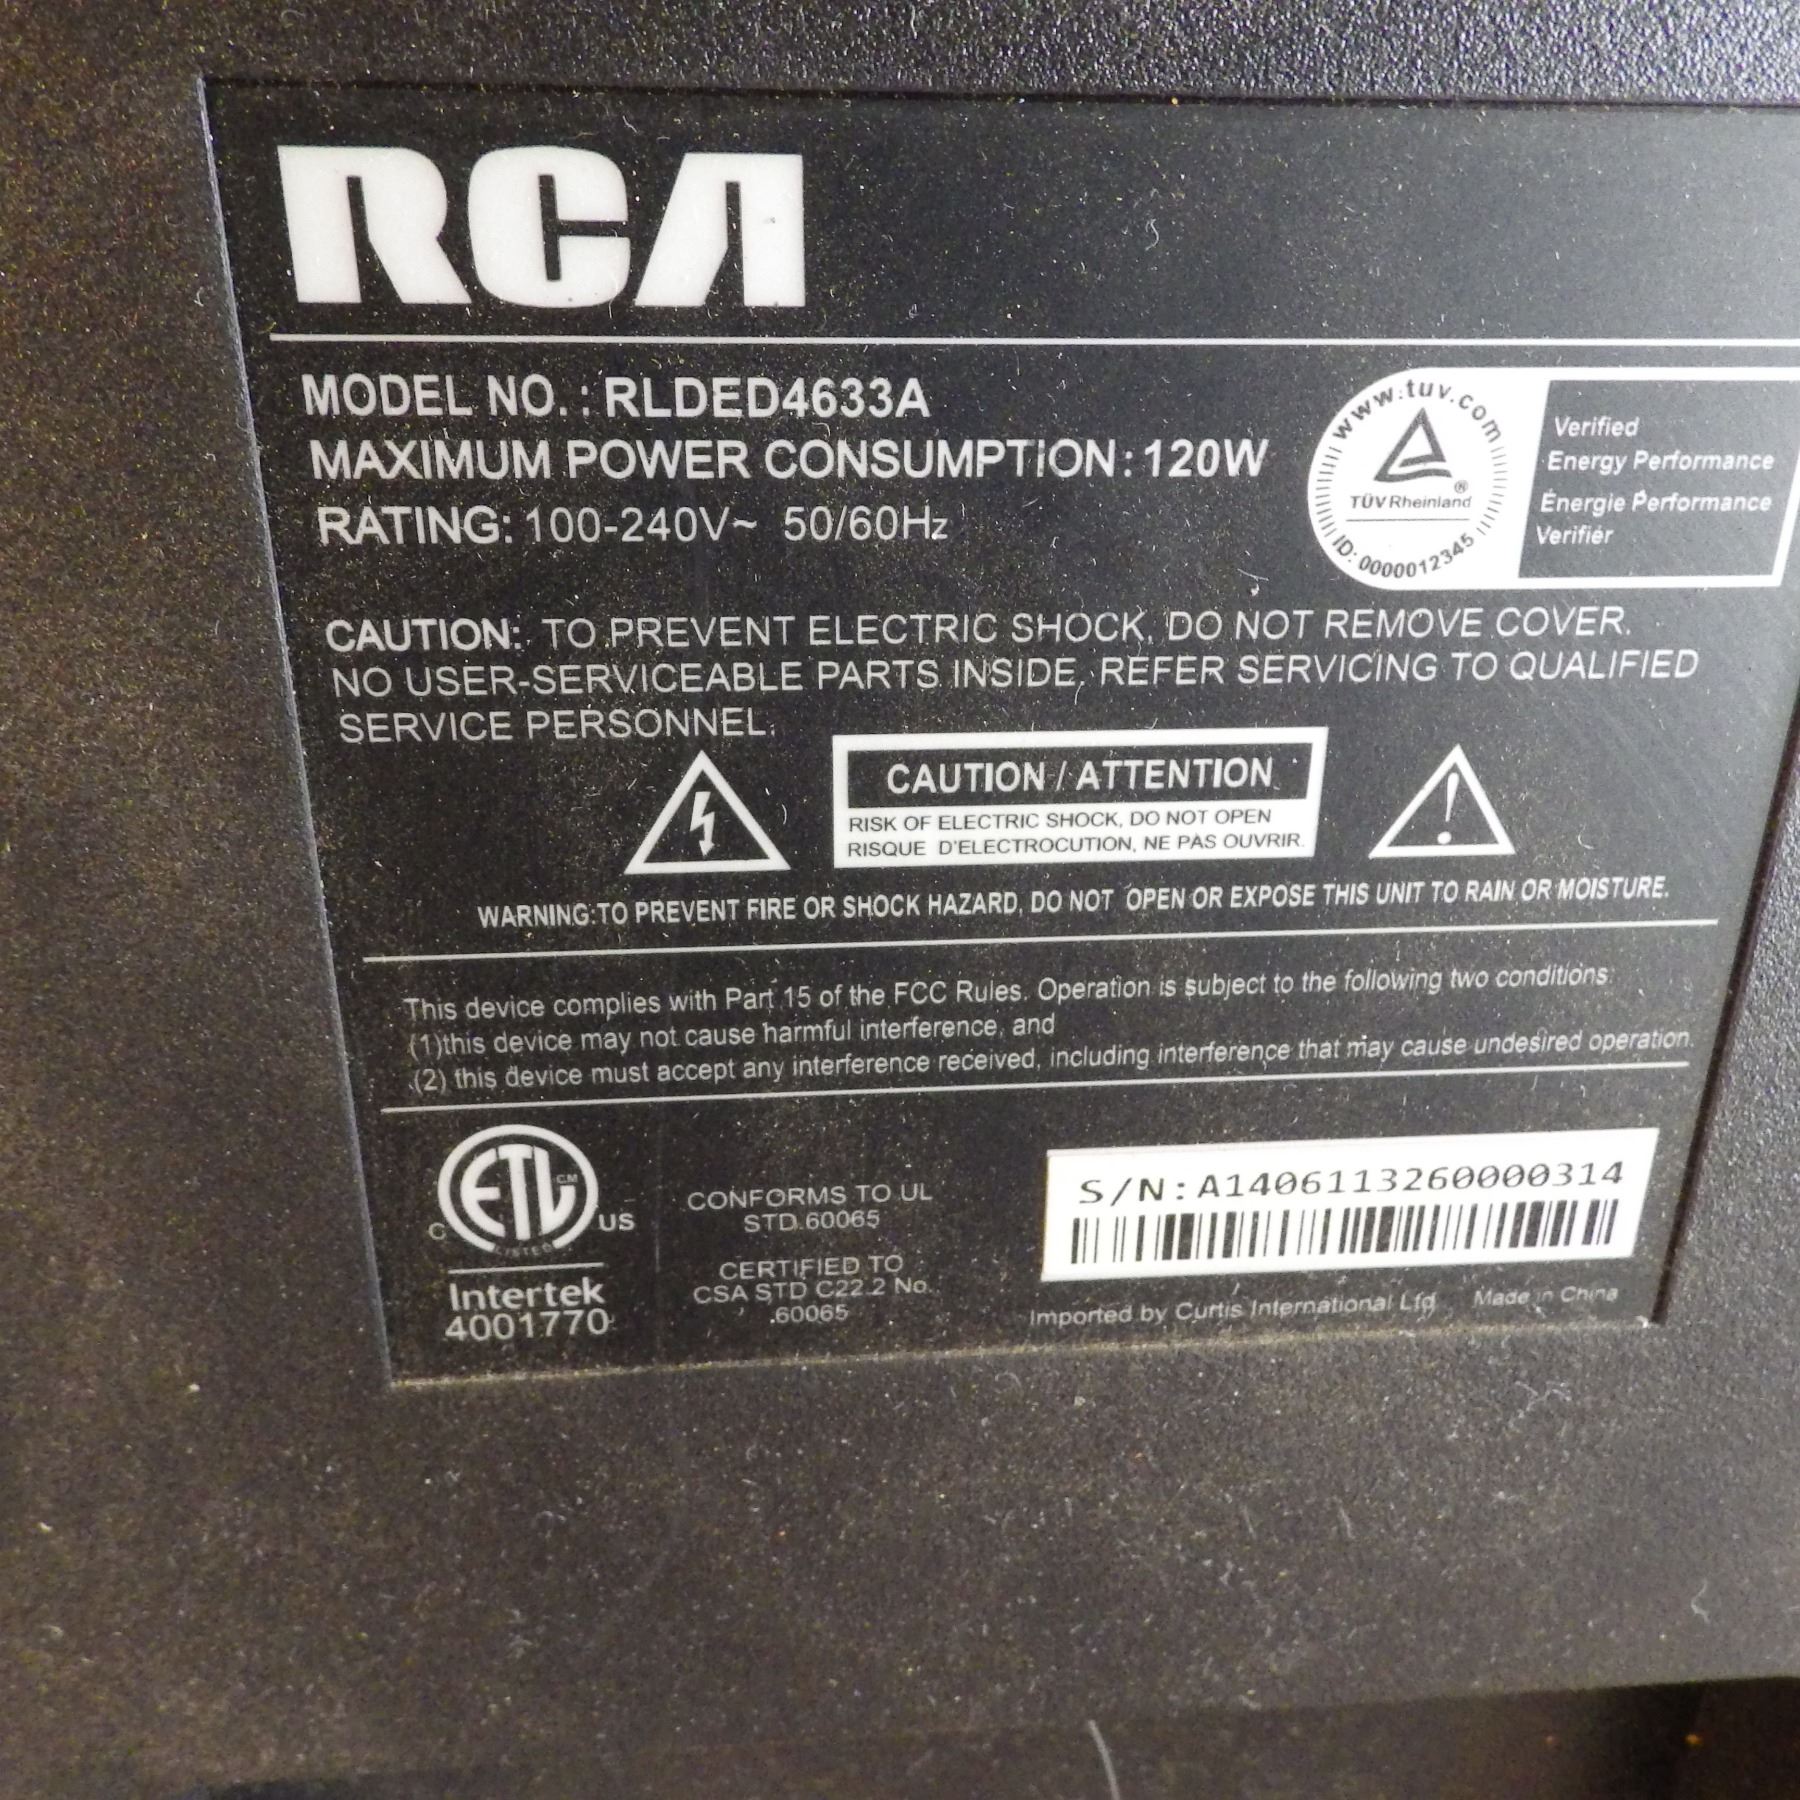 RCA
MODEL NO. : RLDED4633A
MAXIMUM POWER CONSUMPTION : 120W
RATING: 100-240V~ 50/60Hz
www.tuv.com
TÜVRheinland ®
ID: 0000012345
Verified
Energy Performance
Énergie Performance
Verifiér
CAUTION: TO PREVENT ELECTRIC SHOCK, DO NOT REMOVE COVER.
NO USER-SERVICEABLE PARTS INSIDE, REFER SERVICING TO QUALIFIED
SERVICE PERSONNEL.
CAUTION / ATTENTION
RISK OF ELECTRIC SHOCK, DO NOT OPEN
RISQUE D'ELECTROCUTION, NE PAS OUVRIR.
WARNING:TO PREVENT FIRE OR SHOCK HAZARD, DO NOT OPEN OR EXPOSE THIS UNIT TO RAIN OR MOISTURE.
This device complies with Part 15 of the FCC Rules. Operation is subject to the following two conditions:
(1)this device may not cause harmful interference, and
(2) this device must accept any interference received, including interference that may cause undesired operation.
ETL CM
C US
LISTED
Intertek
4001770
CONFORMS TO UL
STD.60065
CERTIFIED TO
CSA STD C22.2 No.
60065
S/N:A1406113260000314
Imported by Curtis International Ltd. Made in China